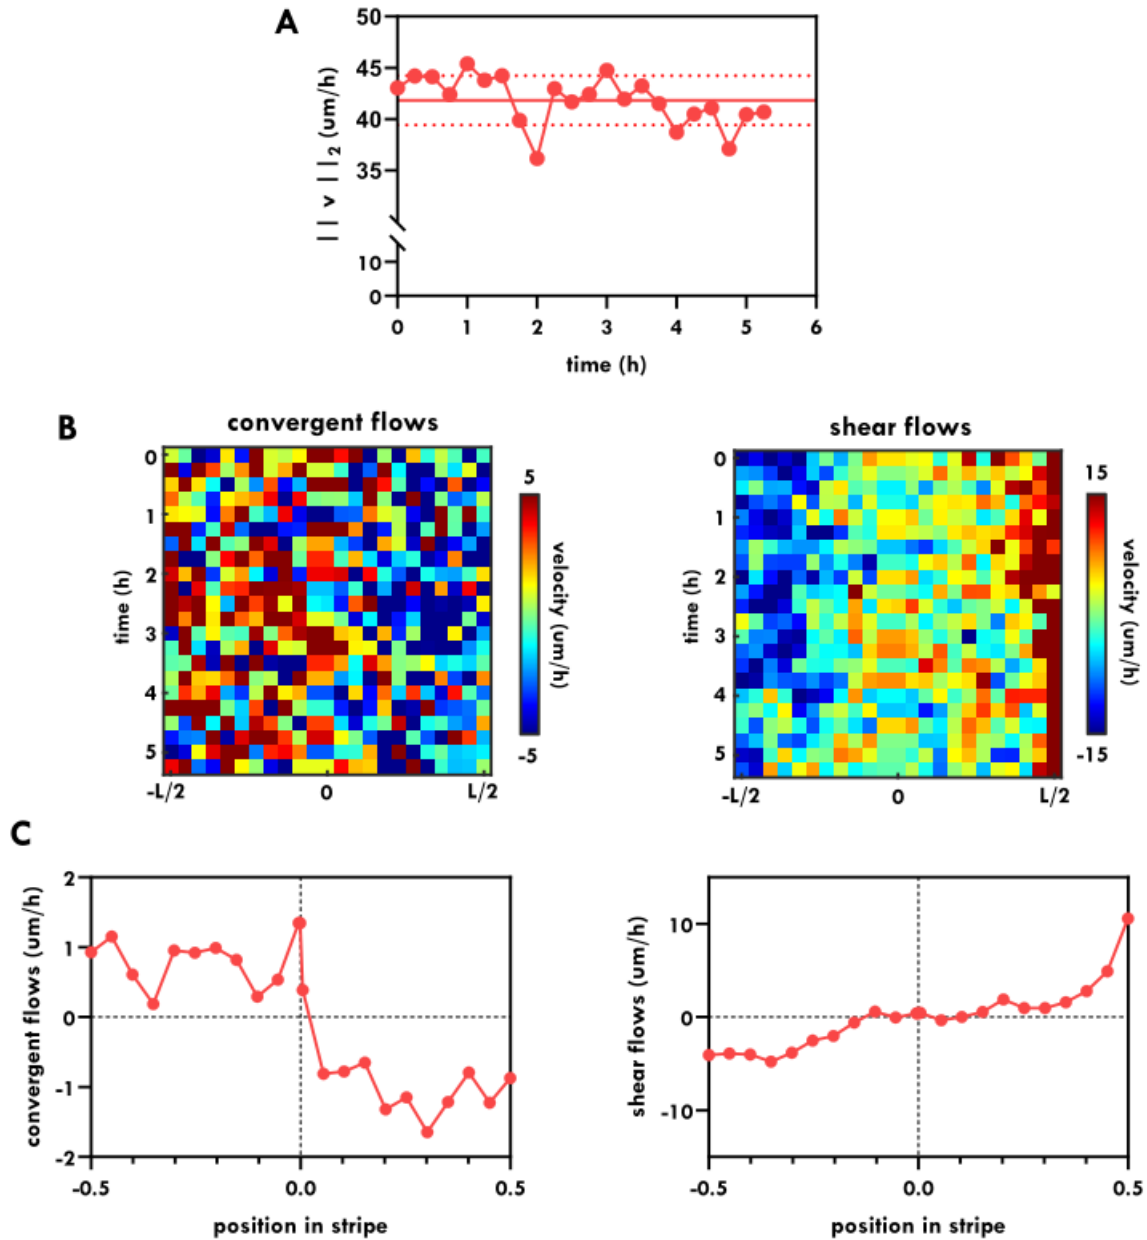 A
|| v ||2 (um/h)
50
45
40
35
10
0
0 1 2 3 4 5 6
time (h)
B
convergent flows
time (h)
0
1
2
3
4
5
-L/2 0 L/2
5
velocity (um/h)
-5
shear flows
time (h)
0
1
2
3
4
5
-L/2 0 L/2
15
velocity (um/h)
-15
C
convergent flows (um/h)
2
1
0
-1
-2
-0.5 0.0 0.5
position in stripe
shear flows (um/h)
10
0
-10
-0.5 0.0 0.5
position in stripe